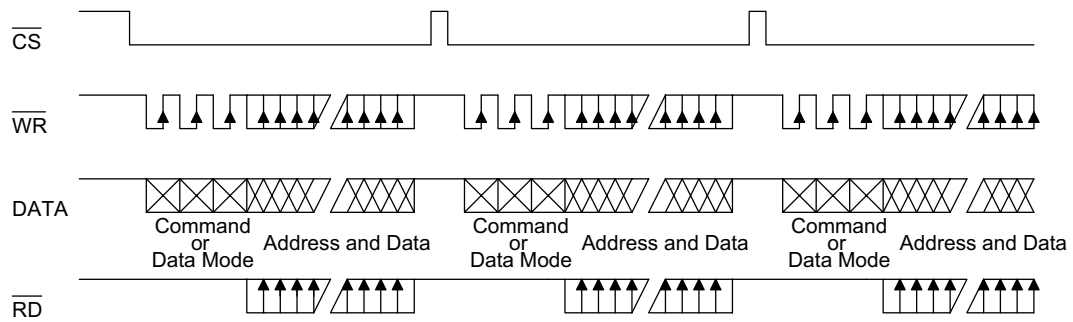 CS
WR
DATA
Command
or
Data Mode
Address and Data
Command
or
Data Mode
Address and Data
Command
or
Data Mode
Address and Data
RD